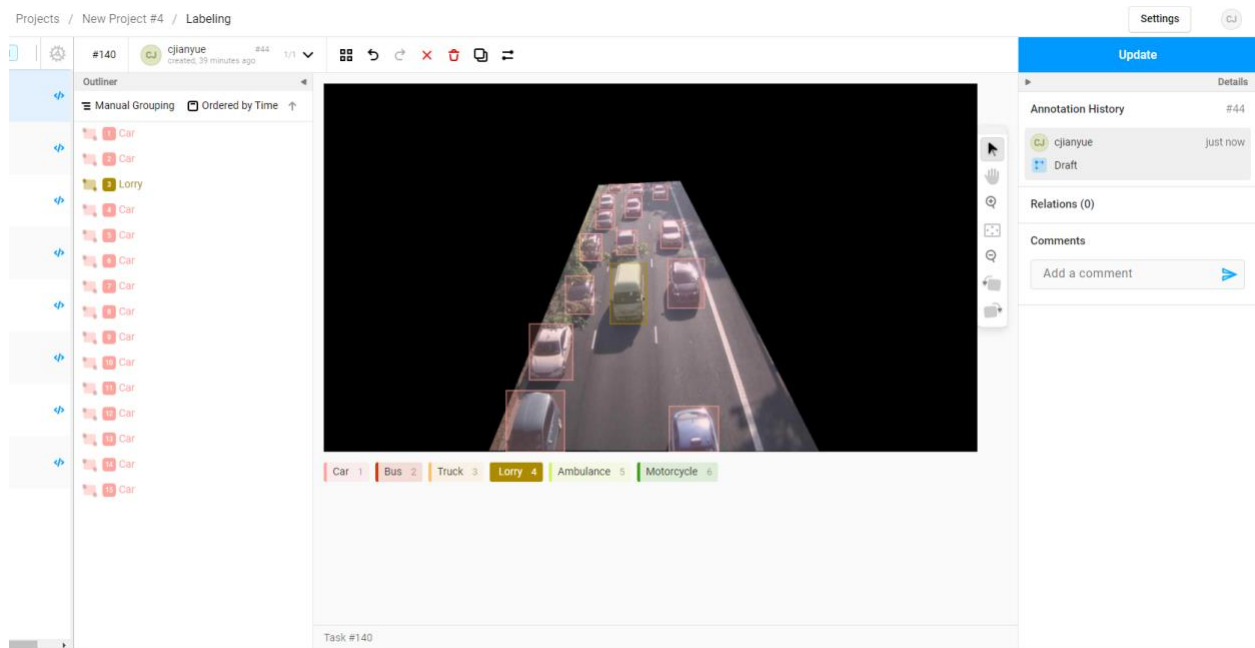 Projects / New Project #4 / Labeling
Settings
CJ
#140
CJ
cjianyue
#44
created, 39 minutes ago
1/1
Update
Outliner
Details
Manual Grouping
Ordered by Time
Annotation History
#44
1 Car
2 Car
3 Lorry
4 Car
5 Car
6 Car
7 Car
8 Car
9 Car
10 Car
11 Car
12 Car
13 Car
14 Car
15 Car
CJ
cjianyue
just now
Draft
Relations (0)
Comments
Add a comment
Car 1
Bus 2
Truck 3
Lorry 4
Ambulance 5
Motorcycle 6
Task #140